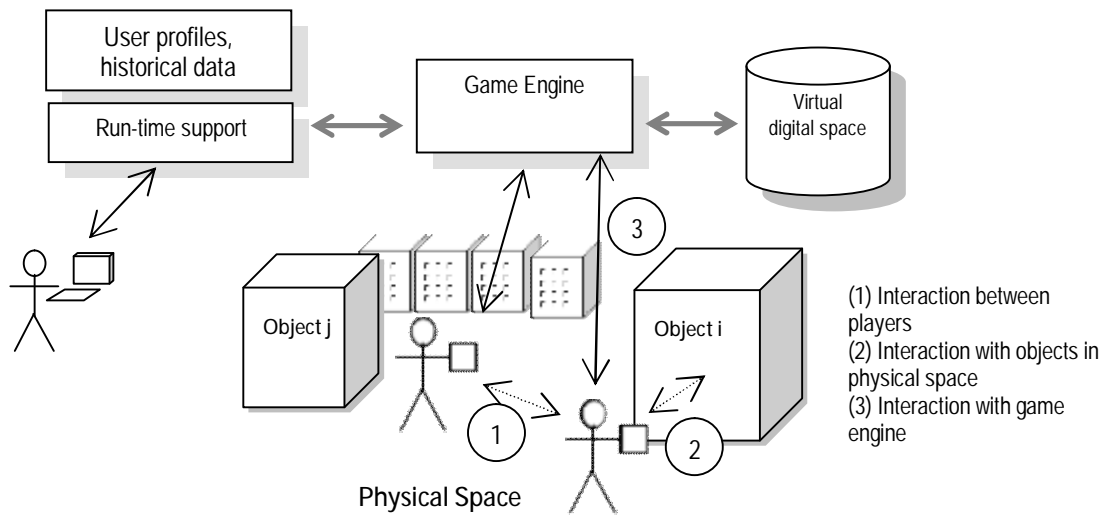 User profiles,
historical data
Run-time support
Game Engine
Virtual
digital space
3
Object j
Object i
1
2
Physical Space
(1) Interaction between
players
(2) Interaction with objects in
physical space
(3) Interaction with game
engine